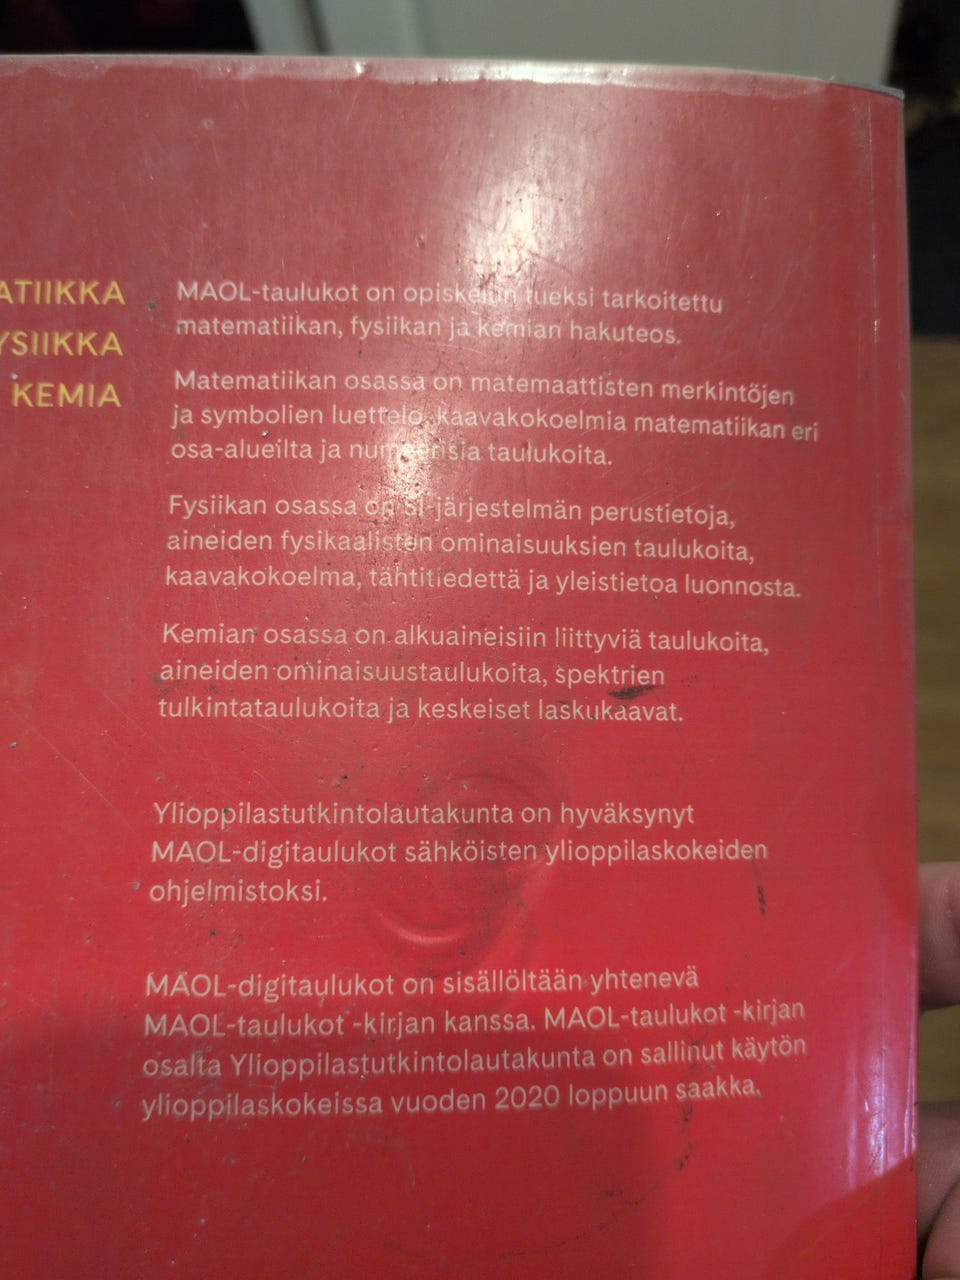 ATIIKKA
YSIIKKA
KEMIA
MAOL-taulukot on opiskelun tueksi tarkoitettu
matematiikan, fysiikan ja kemian hakuteos.
Matematiikan osassa on matemaattisten merkintöjen
ja symbolien luettelo, kaavakokoelmia matematiikan eri
osa-alueilta ja numeerisia taulukoita.
Fysiikan osassa on SI-järjestelmän perustietoja,
aineiden fysikaalisten ominaisuuksien taulukoita,
kaavakokoelma, tähtitiedettä ja yleistietoa luonnosta.
Kemian osassa on alkuaineisiin liittyviä taulukoita,
aineiden ominaisuustaulukoita, spektrien
tulkintataulukoita ja keskeiset laskukaavat.
Ylioppilastutkintolautakunta on hyväksynyt
MAOL-digitaulukot sähköisten ylioppilaskokeiden
ohjelmistoksi.
MAOL-digitaulukot on sisällöltään yhtenevä
MAOL-taulukot -kirjan kanssa. MAOL-taulukot -kirjan
osalta Ylioppilastutkintolautakunta on sallinut käytön
ylioppilaskokeissa vuoden 2020 loppuun saakka.